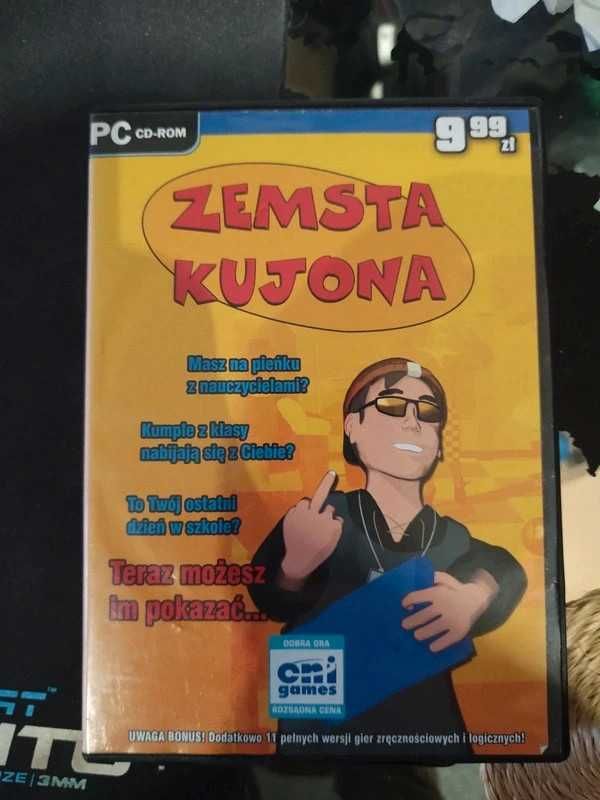 PC CD-ROM
9 99 zł
ZEMSTA
KUJONA
Masz na pieńku
z nauczycielami?
Kumple z klasy
nabijają się z Ciebie?
To Twój ostatni
dzień w szkole?
Teraz możesz
im pokazać...
DOBRA GRA
cni
games
ROZSĄDNA CENA
UWAGA BONUS! Dodatkowo 11 pełnych wersji gier zręcznościowych i logicznych!
3MM